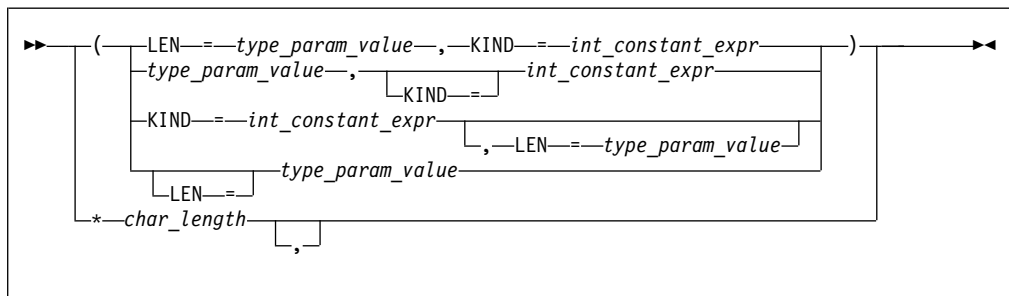 ( LEN = type_param_value , KIND = int_constant_expr )
type_param_value , int_constant_expr
KIND =
KIND = int_constant_expr
, LEN = type_param_value
type_param_value
LEN =
* char_length
,